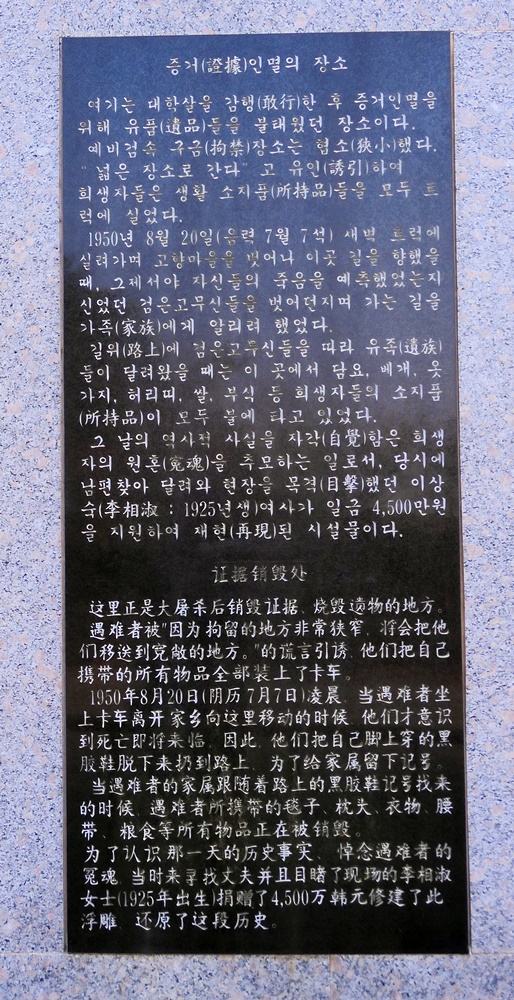 증거(證據)인멸의 장소
여기는 대학살을 감행(敢行)한 후 증거인멸을
위해 유품(遺品)들을 불태웠던 장소이다.
예비검속 구금(拘禁)장소는 협소(狹小)했다.
"넓은 장소로 간다" 고 유인(誘引)하여
희생자들은 생활 소지품(所持品)들을 모두 트
럭에 실었다.
1950년 8월 20일(음력 7월 7석) 새벽 트럭에
실려가며 고향마을을 벗어나 이곳 길을 향했을
때, 그제서야 자신들의 죽음을 예측했었는지
신었던 검은고무신들을 벗어던지며 가는 길을
가족(家族)에게 알리려 했었다.
길위(路上)에 검은고무신들을 따라 유족(遺族)
들이 달려왔을 때는 이 곳에서 담요, 베개, 옷
가지, 허리띠, 쌀, 부식 등 희생자들의 소지품
(所持品)이 모두 불에 타고 있었다.
그 날의 역사적 사실을 자각(自覺)함은 희생
자의 원혼(冤魂)을 추모하는 일로서, 당시에
남편찾아 달려와 현장을 목격(目擊)했던 이상
숙(李相淑 : 1925년생)여사가 일금 4,500만원
을 지원하여 재현(再現)된 시설물이다.
证据销毁处
这里正是大屠杀后销毁证据、烧毁遗物的地方。
遇难者被"因为拘留的地方非常狭窄, 将会把他
们移送到宽敞的地方。"的谎言引诱, 他们把自己
携带的所有物品全部装上了卡车。
1950年8月20日(阴历7月7日)凌晨, 当遇难者坐
上卡车离开家乡向这里移动的时候, 他们才意识
到死亡即将来临, 因此, 他们把自己脚上穿的黑
胶鞋脱下来扔到路上, 为了给家属留下记号。
当遇难者的家属跟随着路上的黑胶鞋记号找来
的时候, 遇难者所携带的毯子、枕头、衣物、腰
带、粮食等所有物品正在被销毁。
为了认识那一天的历史事实, 悼念遇难者的
冤魂, 当时来寻找丈夫并且目睹了现场的李相淑
女士(1925年出生)捐赠了4,500万韩元修建了此
浮雕, 还原了这段历史。